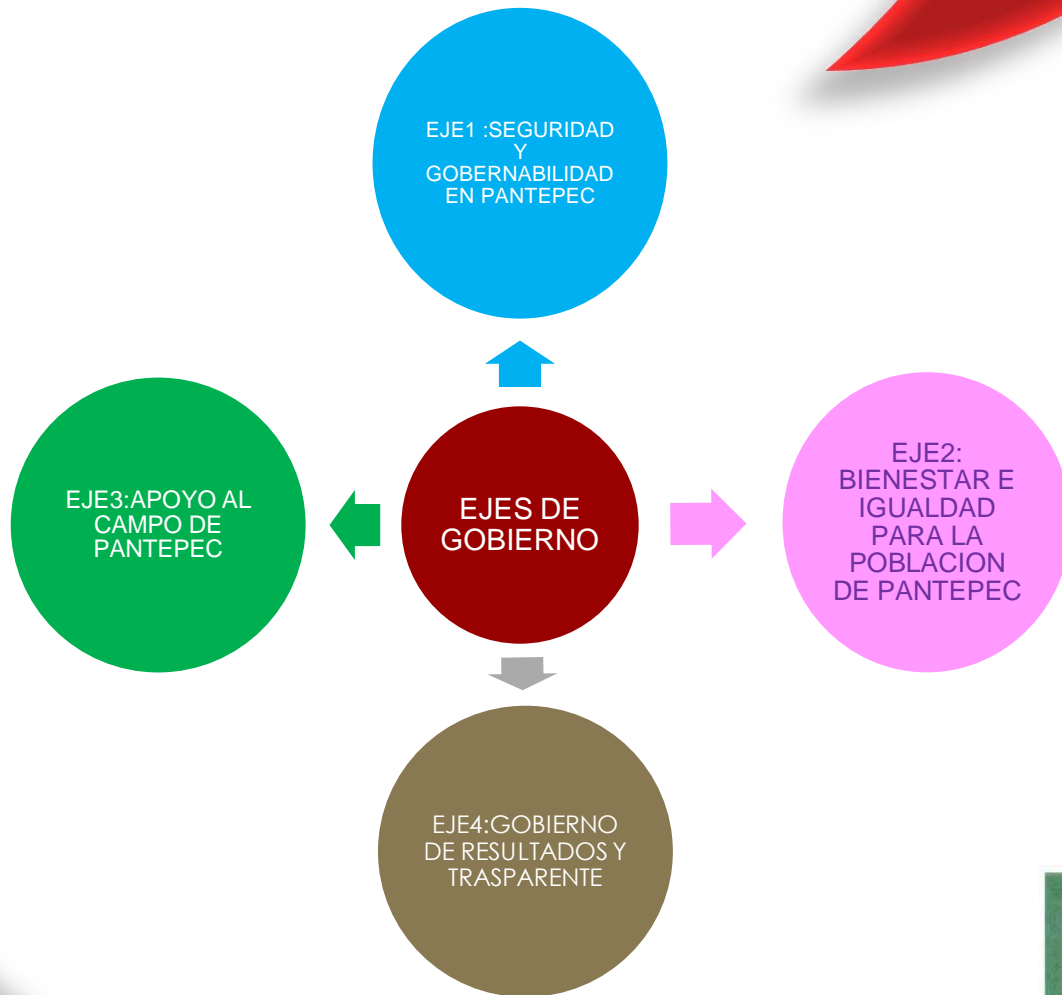 EJE1 :SEGURIDAD
Y
GOBERNABILIDAD
EN PANTEPEC
EJE3:APOYO AL
CAMPO DE
PANTEPEC
EJES DE
GOBIERNO
EJE2:
BIENESTAR E
IGUALDAD
PARA LA
POBLACION
DE PANTEPEC
EJE4:GOBIERNO
DE RESULTADOS Y
TRASPARENTE